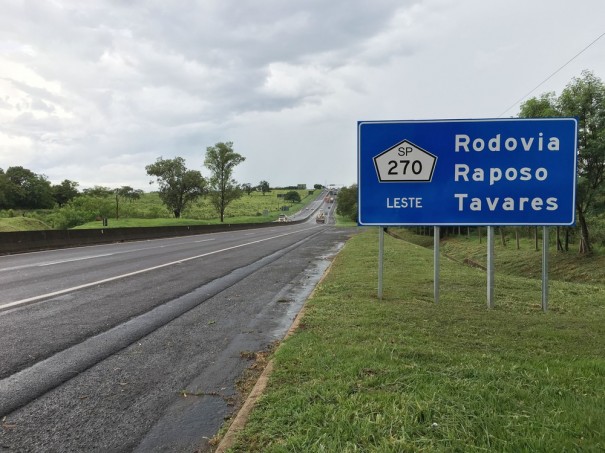 SP
270
LESTE
Rodovia
Raposo
Tavares